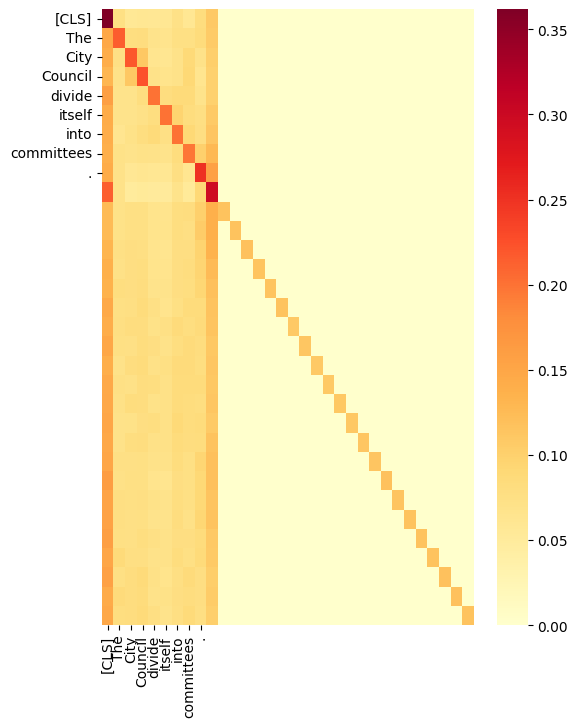 [CLS]
The
City
Council
divide
itself
into
committees
.
0.35
0.30
0.25
0.20
0.15
0.10
0.05
0.00
[CLS]
The
City
Council
divide
itself
into
committees
.